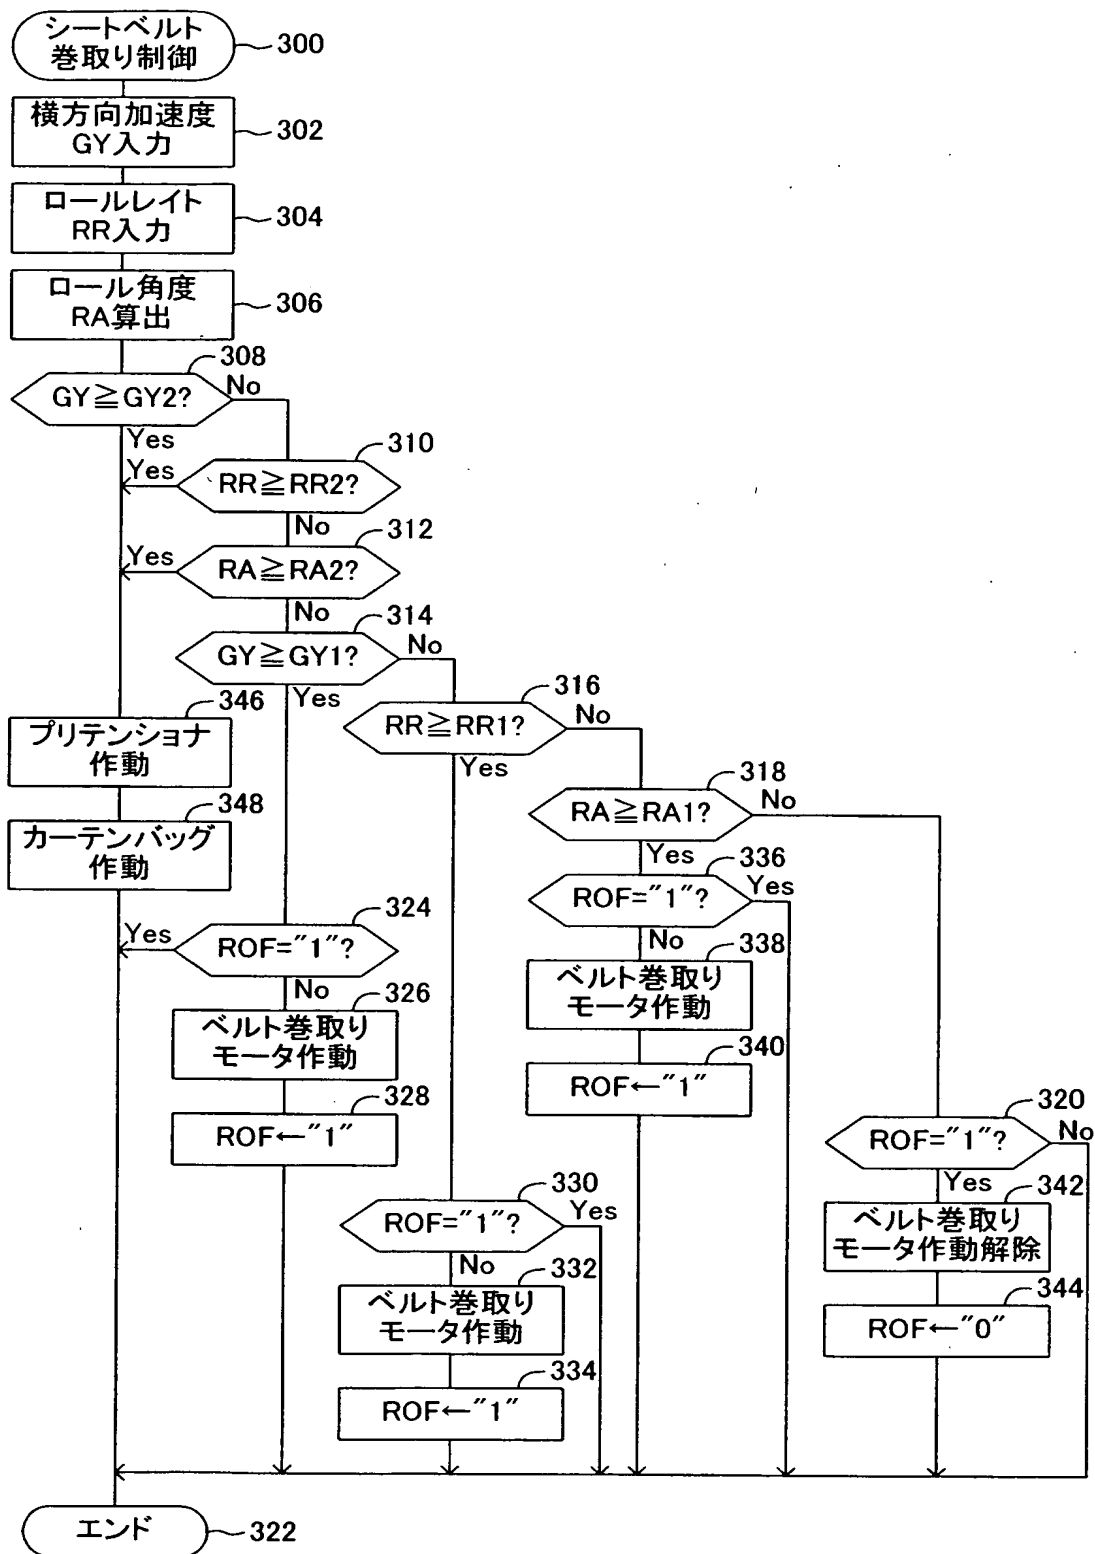 シートベルト
巻取り制御
300
横方向加速度
GY入力
302
ロールレイト
RR入力
304
ロール角度
RA算出
306
308
GY≧GY2?
No
Yes
310
Yes
RR≧RR2?
No
312
Yes
RA≧RA2?
No
314
GY≧GY1?
No
Yes
316
RR≧RR1?
No
Yes
346
プリテンショナ
作動
318
RA≧RA1?
No
Yes
348
カーテンバッグ
作動
336
ROF="1"?
Yes
No
324
Yes
ROF="1"?
No
338
ベルト巻取り
モータ作動
326
ベルト巻取り
モータ作動
340
ROF←"1"
328
ROF←"1"
320
ROF="1"?
No
Yes
330
ROF="1"?
Yes
No
342
ベルト巻取り
モータ作動解除
332
ベルト巻取り
モータ作動
344
ROF←"0"
334
ROF←"1"
エンド
322